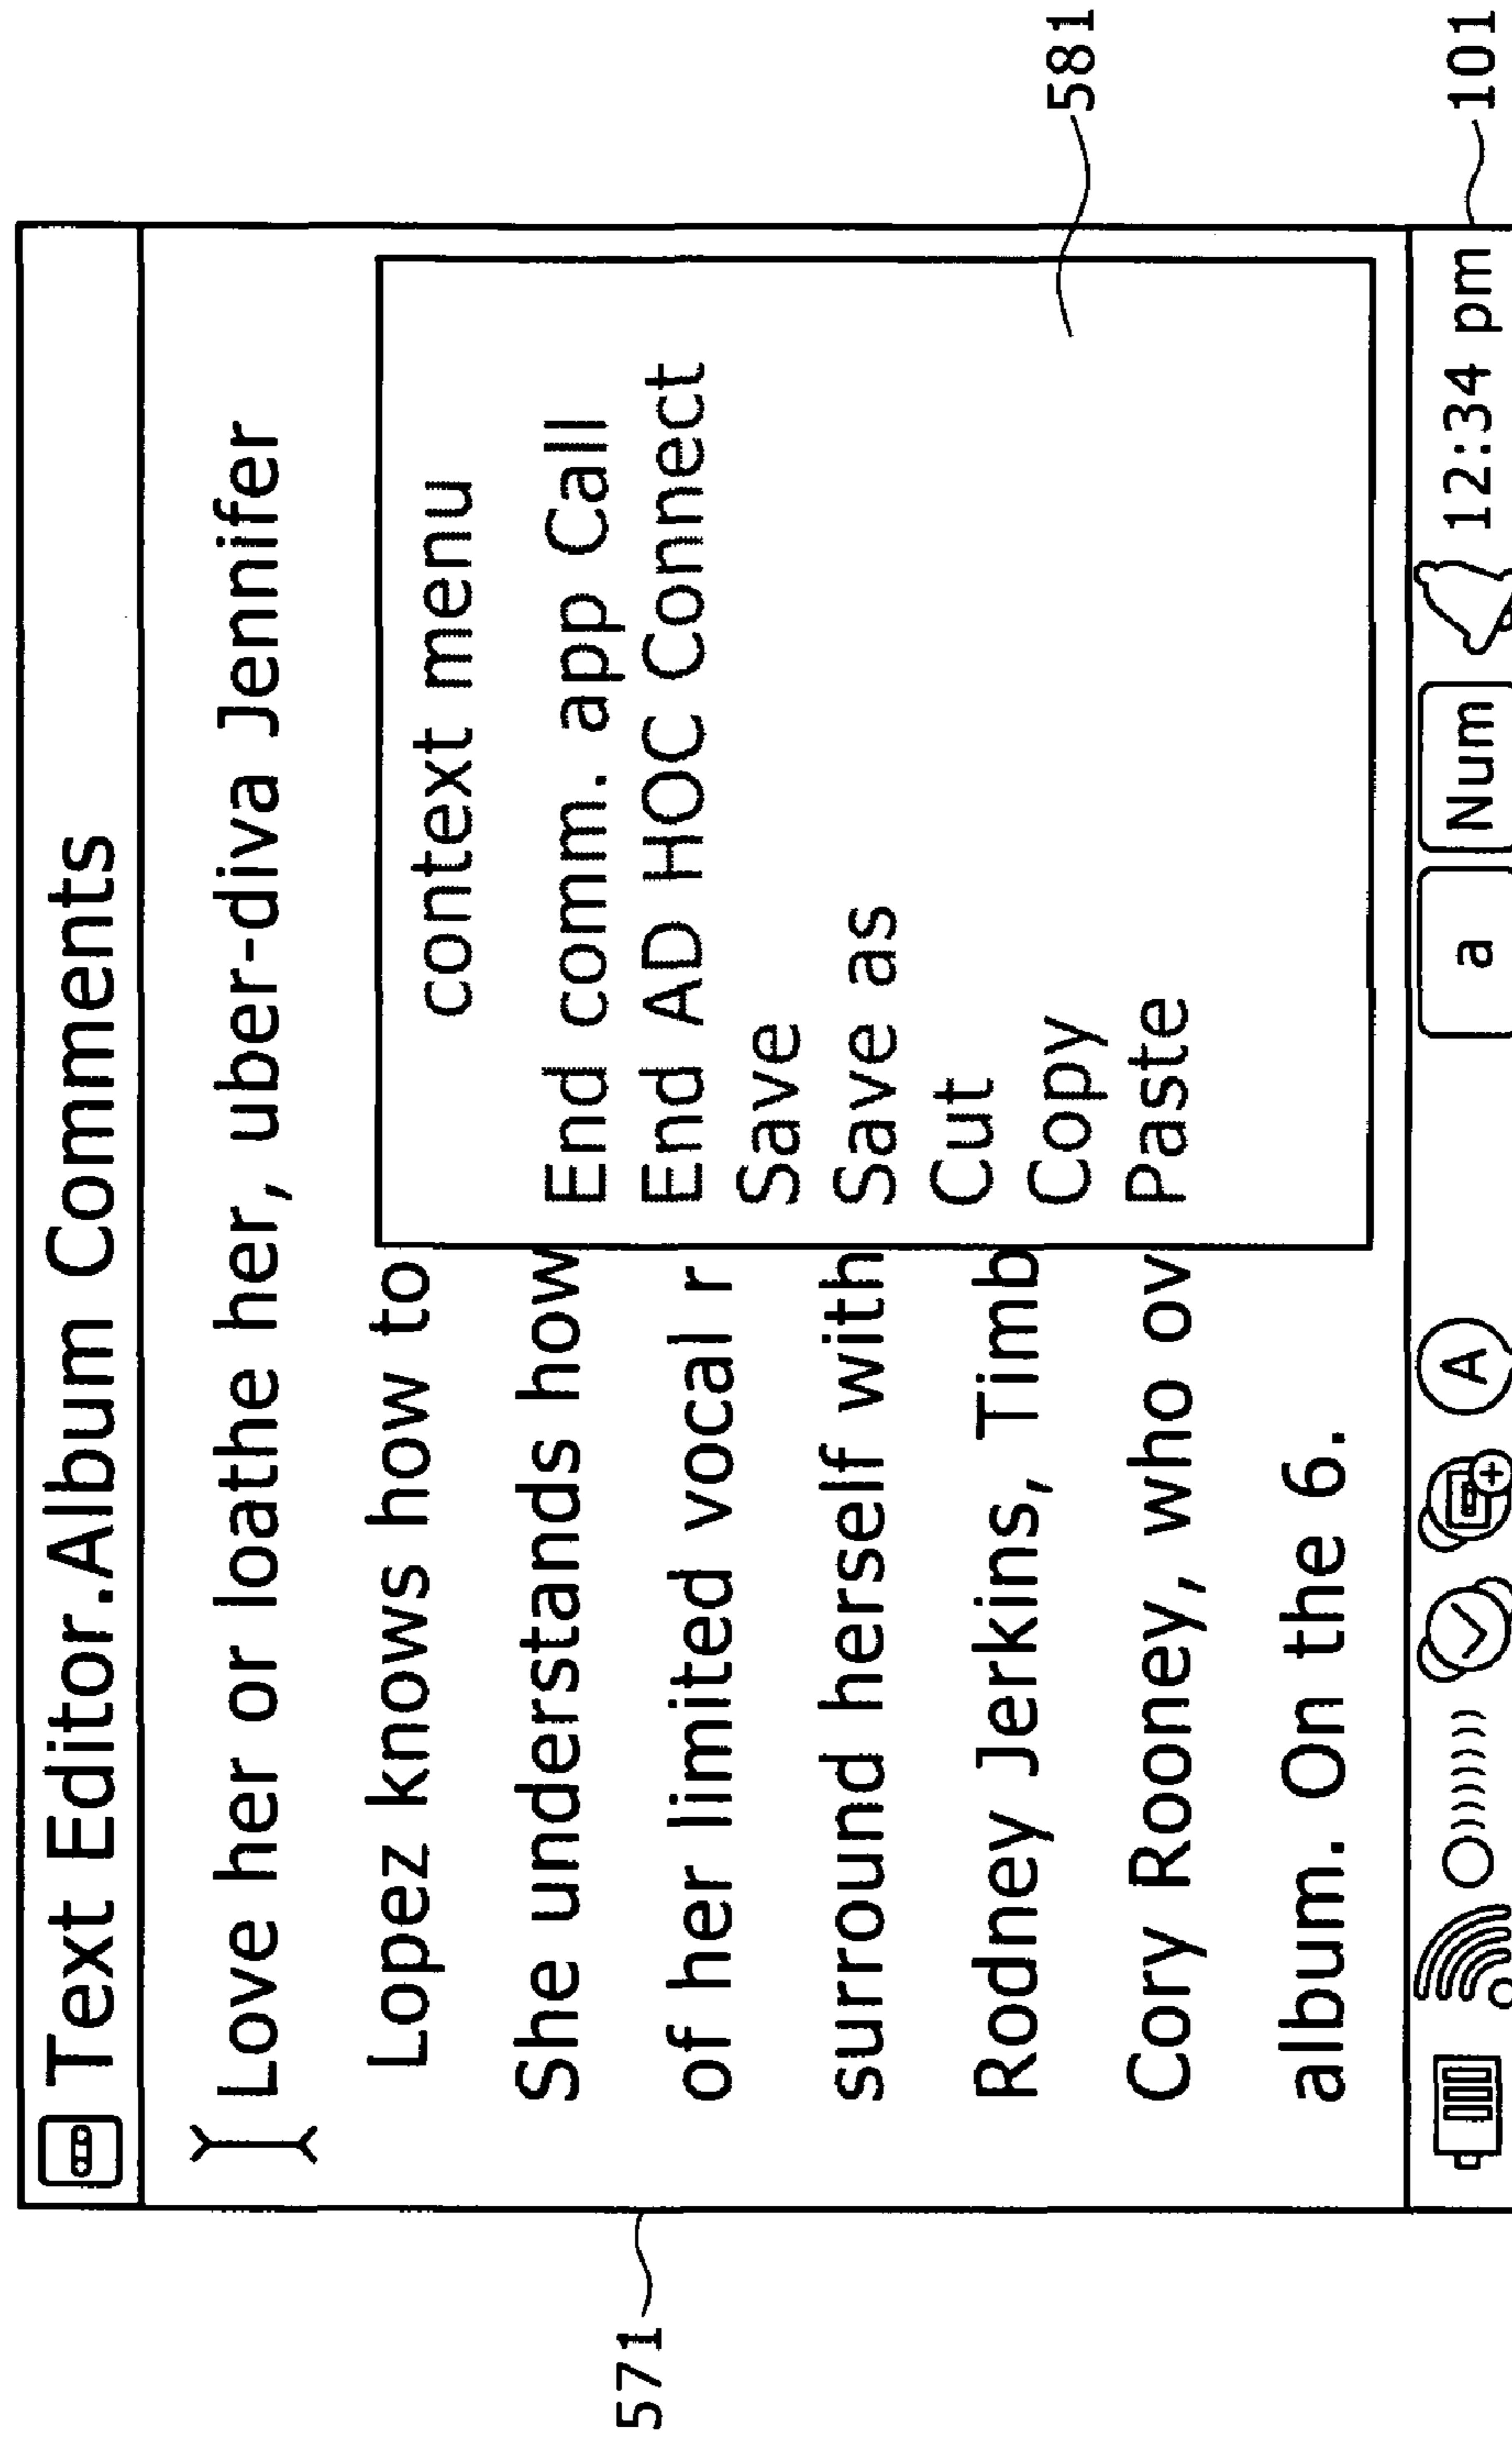 Text Editor.Album Comments
Love her or loathe her, uber-diva Jennifer
Lopez knows how to
She understands how
of her limited vocal r
surround herself with
Rodney Jerkins, Timb
Cory Rooney, who ov
album. On the 6.
context menu
End comm. app Call
End AD HOC Connect
Save
Save as
Cut
Copy
Paste
A
a
Num
12:34 pm
571
581
101